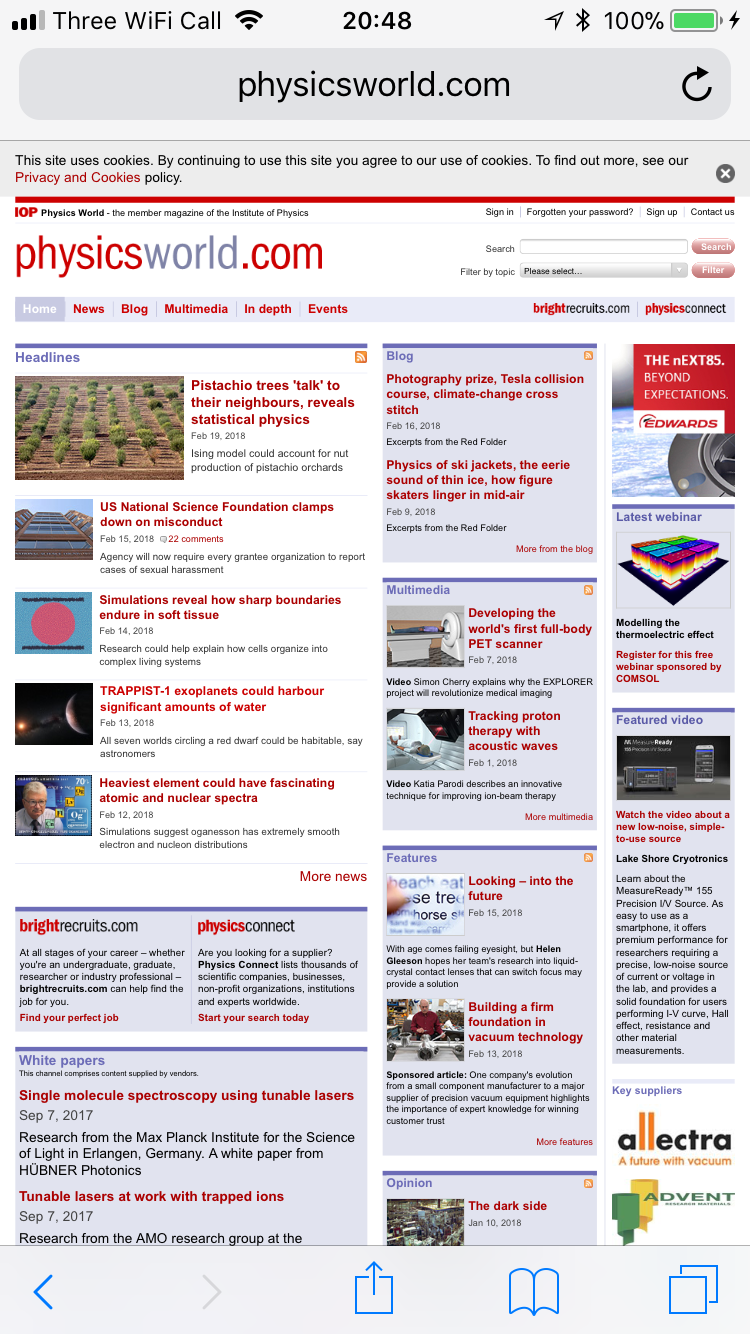 Three WiFi Call 20:48 100%
physicsworld.com
This site uses cookies. By continuing to use this site you agree to our use of cookies. To find out more, see our
Privacy and Cookies policy.
IOP Physics World - the member magazine of the Institute of Physics
Sign in Forgotten your password? Sign up Contact us
physicsworld.com
Search Search
Filter by topic Please select... Filter
Home News Blog Multimedia In depth Events
brightrecruits.com physicsconnect
Headlines
Pistachio trees 'talk' to
their neighbours, reveals
statistical physics
Feb 19, 2018
Ising model could account for nut
production of pistachio orchards
US National Science Foundation clamps
down on misconduct
Feb 15, 2018 22 comments
Agency will now require every grantee organization to report
cases of sexual harassment
Simulations reveal how sharp boundaries
endure in soft tissue
Feb 14, 2018
Research could help explain how cells organize into
complex living systems
TRAPPIST-1 exoplanets could harbour
significant amounts of water
Feb 13, 2018
All seven worlds circling a red dwarf could be habitable, say
astronomers
Heaviest element could have fascinating
atomic and nuclear spectra
Feb 12, 2018
Simulations suggest oganesson has extremely smooth
electron and nucleon distributions
Og
More news
brightrecruits.com
At all stages of your career – whether
you're an undergraduate, graduate,
researcher or industry professional –
brightrecruits.com can help find the
job for you.
Find your perfect job
physicsconnect
Are you looking for a supplier?
Physics Connect lists thousands of
scientific companies, businesses,
non-profit organizations, institutions
and experts worldwide.
Start your search today
White papers
This channel comprises content supplied by vendors.
Single molecule spectroscopy using tunable lasers
Sep 7, 2017
Research from the Max Planck Institute for the Science
of Light in Erlangen, Germany. A white paper from
HÜBNER Photonics
Tunable lasers at work with trapped ions
Sep 7, 2017
Research from the AMO research group at the
Blog
Photography prize, Tesla collision
course, climate-change cross
stitch
Feb 16, 2018
Excerpts from the Red Folder
Physics of ski jackets, the eerie
sound of thin ice, how figure
skaters linger in mid-air
Feb 9, 2018
Excerpts from the Red Folder
More from the blog
Multimedia
Developing the
world's first full-body
PET scanner
Feb 7, 2018
Video Simon Cherry explains why the EXPLORER
project will revolutionize medical imaging
Tracking proton
therapy with
acoustic waves
Feb 1, 2018
Video Katia Parodi describes an innovative
technique for improving ion-beam therapy
More multimedia
Features
beach eat
se tre
horse s
Looking – into the
future
Feb 15, 2018
With age comes failing eyesight, but Helen
Gleeson hopes her team's research into liquid-
crystal contact lenses that can switch focus may
provide a solution
Building a firm
foundation in
vacuum technology
Feb 13, 2018
Sponsored article: One company's evolution
from a small component manufacturer to a major
supplier of precision vacuum equipment highlights
the importance of expert knowledge for winning
customer trust
More features
Opinion
The dark side
Jan 10, 2018
THE nEXT85.
BEYOND
EXPECTATIONS.
EDWARDS
Latest webinar
Modelling the
thermoelectric effect
Register for this free
webinar sponsored by
COMSOL
Featured video
MeasureReady
Watch the video about a
new low-noise, simple-
to-use source
Lake Shore Cryotronics
Learn about the
MeasureReady™ 155
Precision I/V Source. As
easy to use as a
smartphone, it offers
premium performance for
researchers requiring a
precise, low-noise source
of current or voltage in
the lab, and provides a
solid foundation for users
performing I-V curve, Hall
effect, resistance and
other material
measurements.
Key suppliers
allectra
A future with vacuum
ADVENT
RESEARCH MATERIALS